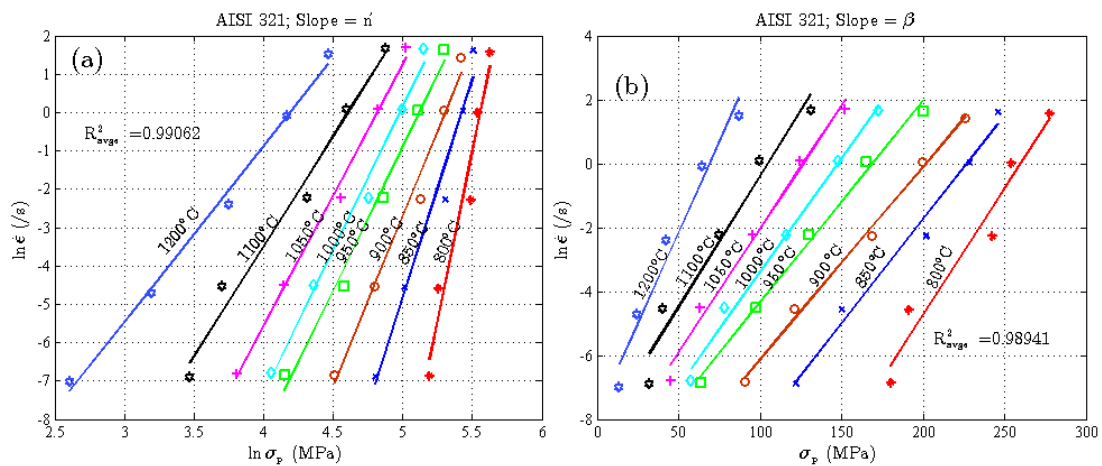 AISI 321; Slope = n′
(a)
R²avge =0.99062
1200°C
1100°C
1050°C
1000°C
950°C
900°C
850°C
800°C
2
1
0
-1
-2
-3
-4
-5
-6
-7
-8
2.5
3
3.5
4
4.5
5
5.5
6
ln ϵ̇ (/s)
ln σp (MPa)
AISI 321; Slope = β
(b)
1200°C
1100°C
1050°C
1000°C
950°C
900°C
850°C
800°C
R²avge =0.98941
4
2
0
-2
-4
-6
-8
0
50
100
150
200
250
300
ln ϵ̇ (/s)
σp (MPa)